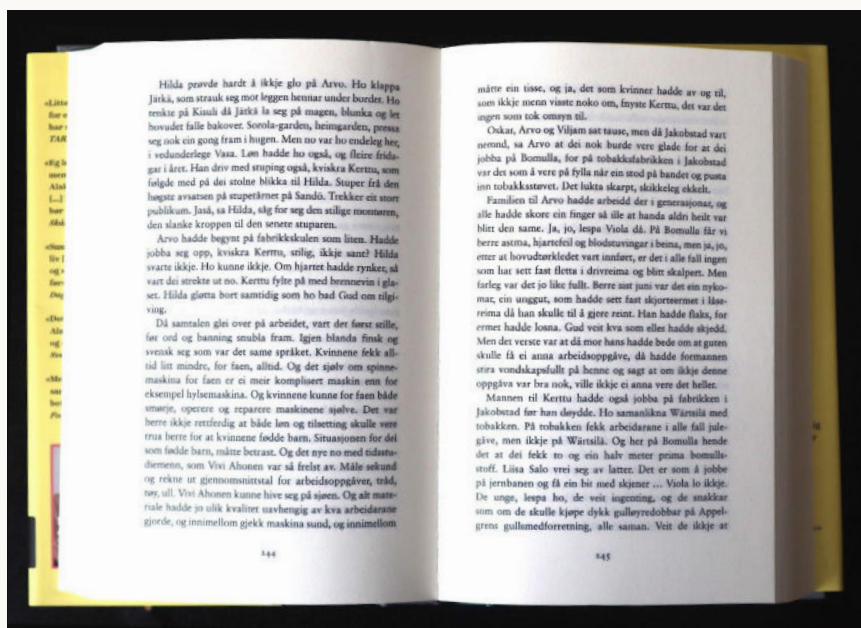 Hilda prøvde hardt å ikkje glo på Arvo. Ho klappa
Järkä, som strauk seg mot leggen hennar under bordet. Ho
tenkte på Kisuli då Järkä la seg på magen, blunka og let
hovudet falle bakover. Sorola-garden, heimgarden, pressa
seg nok ein gong fram i hugen. Men no var ho endeleg her,
i vedunderlege Vasa. Løn hadde ho også, og fleire frida-
gar i året. Han driv med stuping også, kviskra Kerttu, som
følgde med på dei stolne blikka til Hilda. Stuper frå den
høgste avsatsen på stupetårnet på Sandö. Trekker eit stort
publikum. Jaså, sa Hilda, såg for seg den stilige montøren,
den slanke kroppen til den senete stuparen.
Arvo hadde begynt på fabrikkskulen som liten. Hadde
jobba seg opp, kviskra Kerttu, stilig, ikkje sant? Hilda
svarte ikkje. Ho kunne ikkje. Om hjartet hadde rynker, så
vart dei strekte ut no. Kerttu fylte på med brennevin i gla-
set. Hilda gløtta bort samtidig som ho bad Gud om tilgi-
ving.
Då samtalen glei over på arbeidet, vart det først stille,
før ord og banning snubla fram. Igjen blanda finsk og
svensk seg som var det same språket. Kvinnene fekk all-
tid litt mindre, for faen, alltid. Og det sjølv om spinne-
maskina for faen er ei meir komplisert maskin enn for
eksempel hylsemaskina. Og kvinnene kunne for faen både
smørje, operere og reparere maskinene sjølve. Det var
berre ikkje rettferdig at både løn og tilsetting skulle vere
trua berre for at kvinnene fødde barn. Situasjonen for dei
som fødde barn, måtte betrast. Og det nye no med tidsstu-
diemenn, som Vivi Ahonen var så frelst av. Måle sekund
og rekne ut gjennomsnittstal for arbeidsoppgåver, tråd,
tøy, ull. Vivi Ahonen kunne hive seg på sjøen. Og alt mate-
riale hadde jo ulik kvalitet uavhengig av kva arbeidarane
gjorde, og innimellom gjekk maskina sund, og innimellom
144
måtte ein tisse, og ja, det som kvinner hadde av og til,
som ikkje menn visste noko om, fnyste Kerttu, det var det
ingen som tok omsyn til.
Oskar, Arvo og Viljam sat tause, men då Jakobstad vart
nemnd, sa Arvo at dei nok burde vere glade for at dei
jobba på Bomulla, for på tobakksfabrikken i Jakobstad
var det som å vere på fylla når ein stod på bandet og pusta
inn tobakksstøvet. Det lukta skarpt, skikkeleg ekkelt.
Familien til Arvo hadde arbeidd der i generasjonar, og
alle hadde skore ein finger så ille at handa aldri heilt var
blitt den same. Ja, jo, lespa Viola då. På Bomulla får vi
berre astma, hjartefeil og blodstuvingar i beina, men ja, jo,
etter at hovudtørkledet vart innført, er det i alle fall ingen
som har sett fast fletta i drivreima og blitt skalpert. Men
farleg var det jo like fullt. Berre sist juni var det ein nyko-
mar, ein unggut, som hadde sett fast skjorteermet i låse-
reima då han skulle til å gjere reint. Han hadde flaks, for
ermet hadde losna. Gud veit kva som elles hadde skjedd.
Men det verste var at då mor hans hadde bede om at guten
skulle få ei anna arbeidsoppgåve, då hadde formannen
stira vondskapsfullt på henne og sagt at om ikkje denne
oppgåva var bra nok, ville ikkje ei anna vere det heller.
Mannen til Kerttu hadde også jobba på fabrikken i
Jakobstad før han døydde. Ho samanlikna Wärtsilä med
tobakken. På tobakken fekk arbeidarane i alle fall jule-
gåve, men ikkje på Wärtsilä. Og her på Bomulla hende
det at dei fekk to og ein halv meter prima bomulls-
stoff. Liisa Salo vrei seg av latter. Det er som å jobbe
på jernbanen og få ein bit med skjener ... Viola lo ikkje.
De unge, lespa ho, de veit ingenting, og de snakkar
som om de skulle kjøpe dykk gulløyredobbar på Appel-
grens gullsmedforretning, alle saman. Veit de ikkje at
145